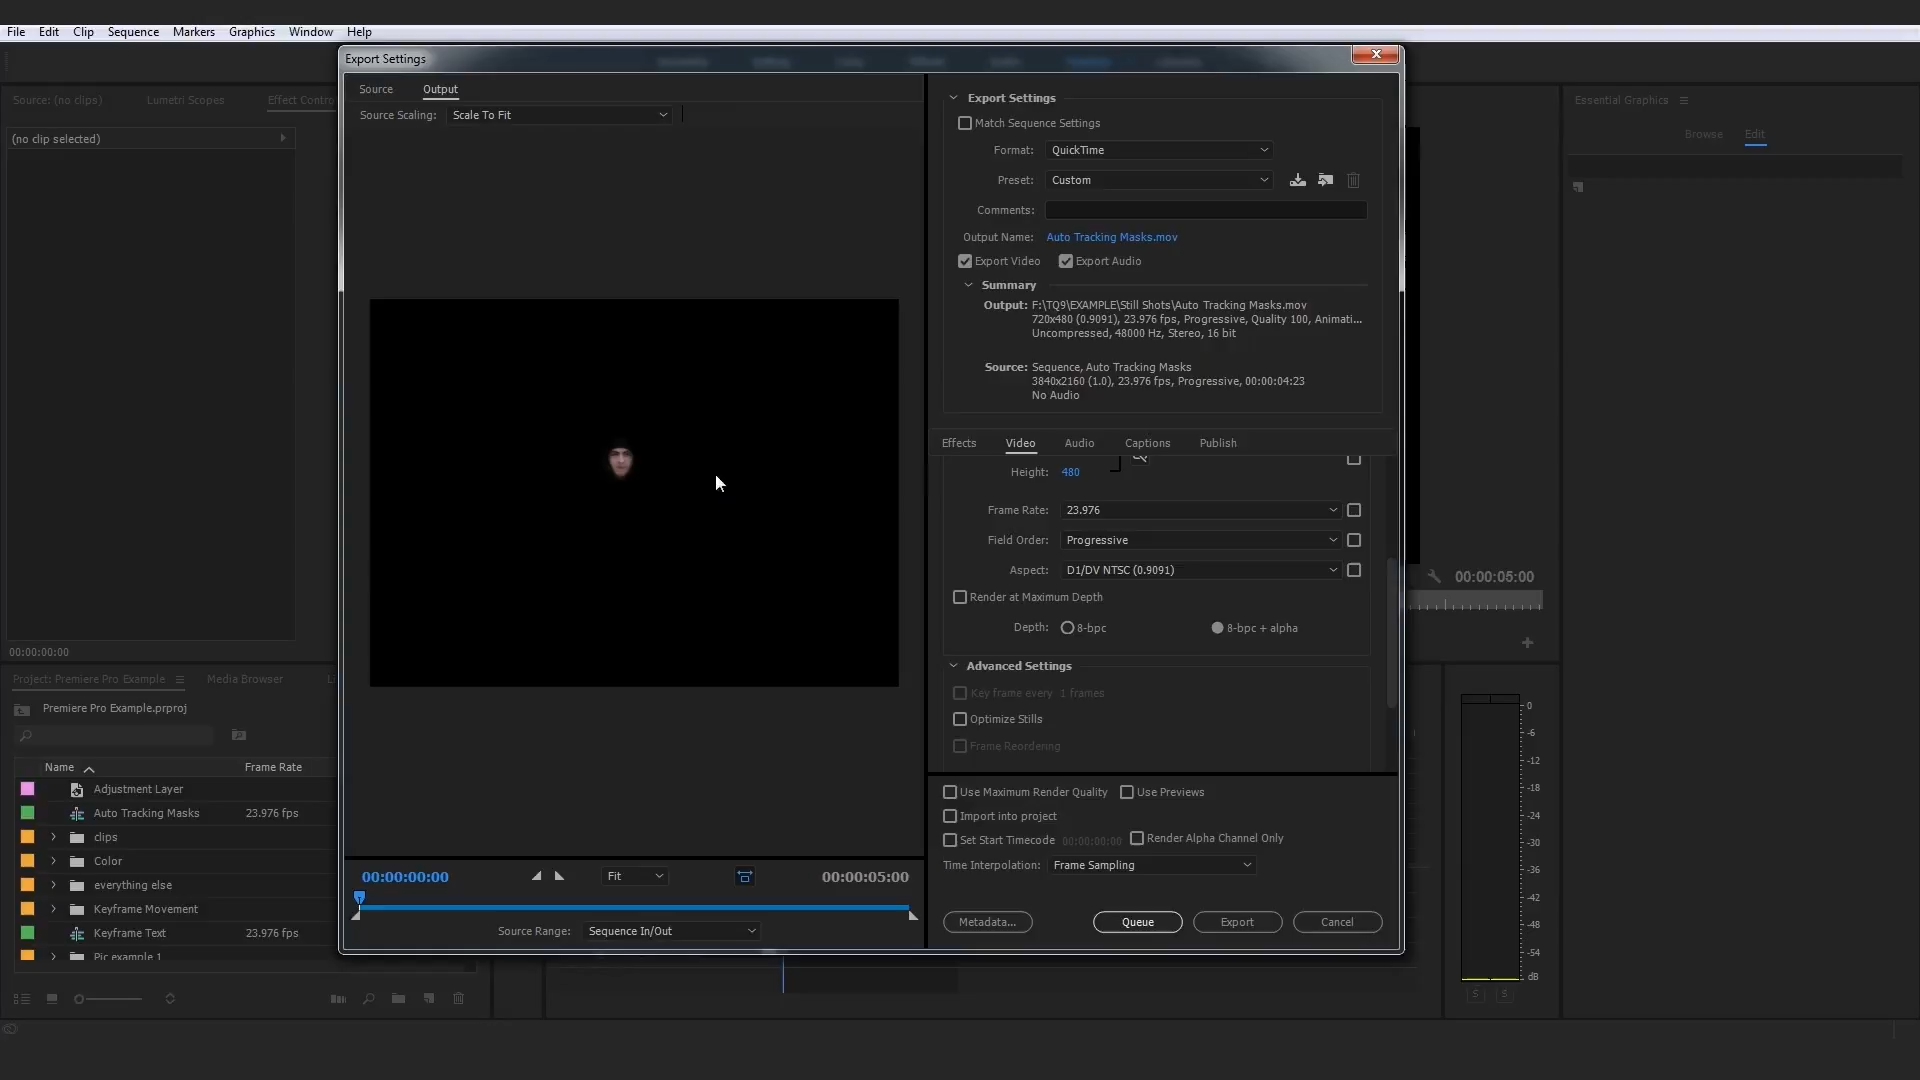 File Edit Clip Sequence Markers Graphics Window Help
Export Settings
Source: (no clips) Lumetri Scopes Effect Contro
(no clip selected)
00:00:00:00
Source Output
Source Scaling: Scale To Fit
Export Settings
Match Sequence Settings
Format: QuickTime
Preset: Custom
Comments:
Output Name: Auto Tracking Masks.mov
Export Video Export Audio
Summary
Output: F:\TQ9\EXAMPLE\Still Shots\Auto Tracking Masks.mov
720x480 (0.9091), 23.976 fps, Progressive, Quality 100, Animati...
Uncompressed, 48000 Hz, Stereo, 16 bit
Source: Sequence, Auto Tracking Masks
3840x2160 (1.0), 23.976 fps, Progressive, 00:00:04:23
No Audio
Effects Video Audio Captions Publish
Height: 480
Frame Rate: 23.976
Field Order: Progressive
Aspect: D1/DV NTSC (0.9091)
Render at Maximum Depth
Depth: 8-bpc 8-bpc + alpha
Advanced Settings
Key frame every 1 frames
Optimize Stills
Frame Reordering
Use Maximum Render Quality Use Previews
Import into project
Set Start Timecode 00:00:00:00 Render Alpha Channel Only
Time Interpolation: Frame Sampling
Metadata... Queue Export Cancel
00:00:00:00 Fit 00:00:05:00
Source Range: Sequence In/Out
Essential Graphics
Browse Edit
00:00:05:00
Project: Premiere Pro Example Media Browser Li
Premiere Pro Example.prproj
Name Frame Rate
Adjustment Layer
Auto Tracking Masks 23.976 fps
clips
Color
everything else
Keyframe Movement
Keyframe Text 23.976 fps
Pic example 1
0
-6
-12
-18
-24
-30
-36
-42
-48
-54
dB
S S